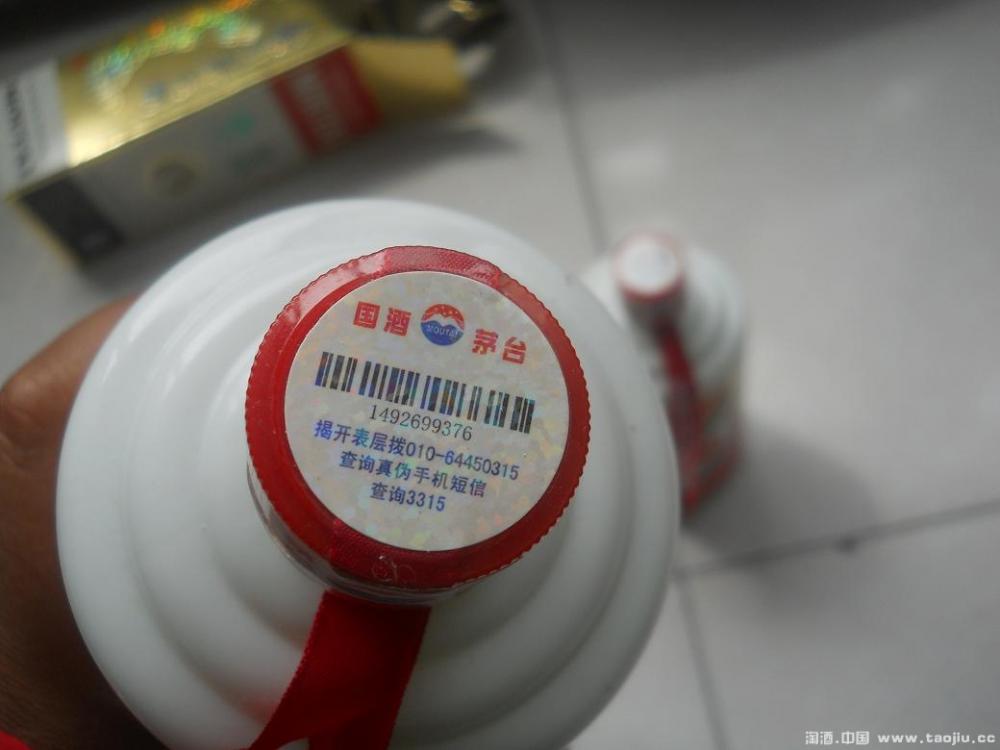 国酒 MOUTAI 茅台
1492699376
揭开表层拨010-64450315
查询真伪手机短信
查询3315
淘酒.中国 www.taojiu.cc